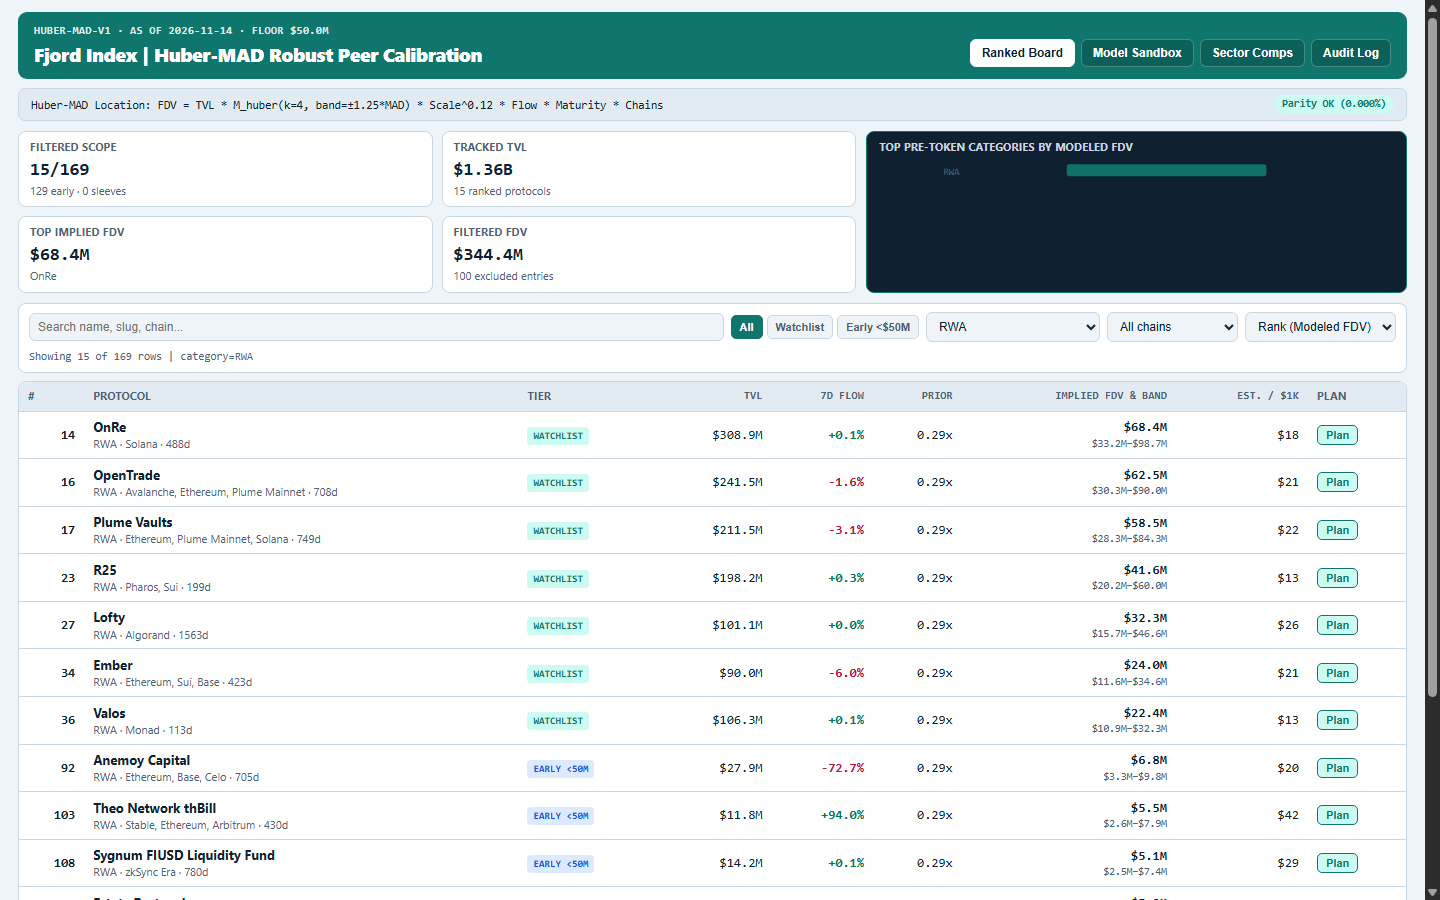 HUBER-MAD-V1 · AS OF 2026-11-14 · FLOOR $50.0M
Fjord Index | Huber-MAD Robust Peer Calibration
Ranked Board
Model Sandbox
Sector Comps
Audit Log
Huber-MAD Location: FDV = TVL * M_huber(k=4, band=±1.25*MAD) * Scale^0.12 * Flow * Maturity * Chains
Parity OK (0.000%)
FILTERED SCOPE
15/169
129 early · 0 sleeves
TRACKED TVL
$1.36B
15 ranked protocols
TOP IMPLIED FDV
$68.4M
OnRe
FILTERED FDV
$344.4M
100 excluded entries
TOP PRE-TOKEN CATEGORIES BY MODELED FDV
RWA
Search name, slug, chain...
All
Watchlist
Early <$50M
RWA
All chains
Rank (Modeled FDV)
Showing 15 of 169 rows | category=RWA
# PROTOCOL TIER TVL 7D FLOW PRIOR IMPLIED FDV & BAND EST. / $1K PLAN
14 OnRe WATCHLIST $308.9M +0.1% 0.29x $68.4M $18 Plan
RWA · Solana · 488d $33.2M–$98.7M
16 OpenTrade WATCHLIST $241.5M -1.6% 0.29x $62.5M $21 Plan
RWA · Avalanche, Ethereum, Plume Mainnet · 708d $30.3M–$90.0M
17 Plume Vaults WATCHLIST $211.5M -3.1% 0.29x $58.5M $22 Plan
RWA · Ethereum, Plume Mainnet, Solana · 749d $28.3M–$84.3M
23 R25 WATCHLIST $198.2M +0.3% 0.29x $41.6M $13 Plan
RWA · Pharos, Sui · 199d $20.2M–$60.0M
27 Lofty WATCHLIST $101.1M +0.0% 0.29x $32.3M $26 Plan
RWA · Algorand · 1563d $15.7M–$46.6M
34 Ember WATCHLIST $90.0M -6.0% 0.29x $24.0M $21 Plan
RWA · Ethereum, Sui, Base · 423d $11.6M–$34.6M
36 Valos WATCHLIST $106.3M +0.1% 0.29x $22.4M $13 Plan
RWA · Monad · 113d $10.9M–$32.3M
92 Anemoy Capital EARLY <50M $27.9M -72.7% 0.29x $6.8M $20 Plan
RWA · Ethereum, Base, Celo · 705d $3.3M–$9.8M
103 Theo Network thBill EARLY <50M $11.8M +94.0% 0.29x $5.5M $42 Plan
RWA · Stable, Ethereum, Arbitrum · 430d $2.6M–$7.9M
108 Sygnum FIUSD Liquidity Fund EARLY <50M $14.2M +0.1% 0.29x $5.1M $29 Plan
RWA · zkSync Era · 780d $2.5M–$7.4M